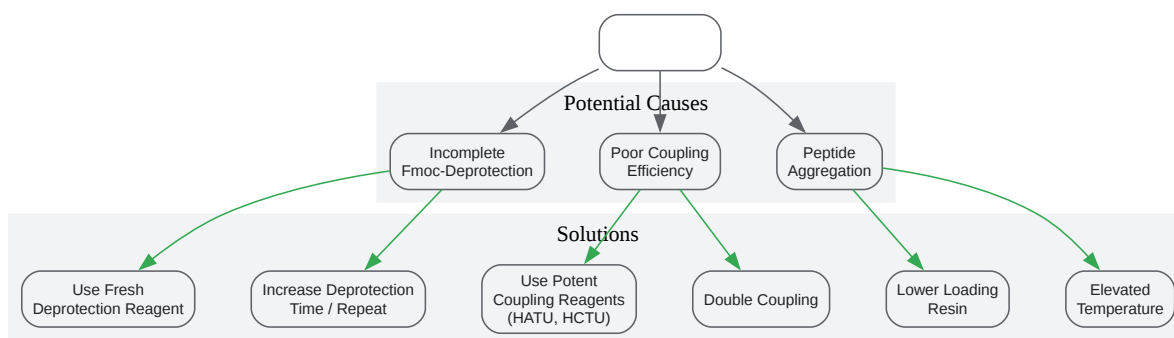 Potential Causes
Incomplete
Fmoc-Deprotection
Poor Coupling
Efficiency
Peptide
Aggregation
Solutions
Use Fresh
Deprotection Reagent
Increase Deprotection
Time / Repeat
Use Potent
Coupling Reagents
(HATU, HCTU)
Double Coupling
Lower Loading
Resin
Elevated
Temperature